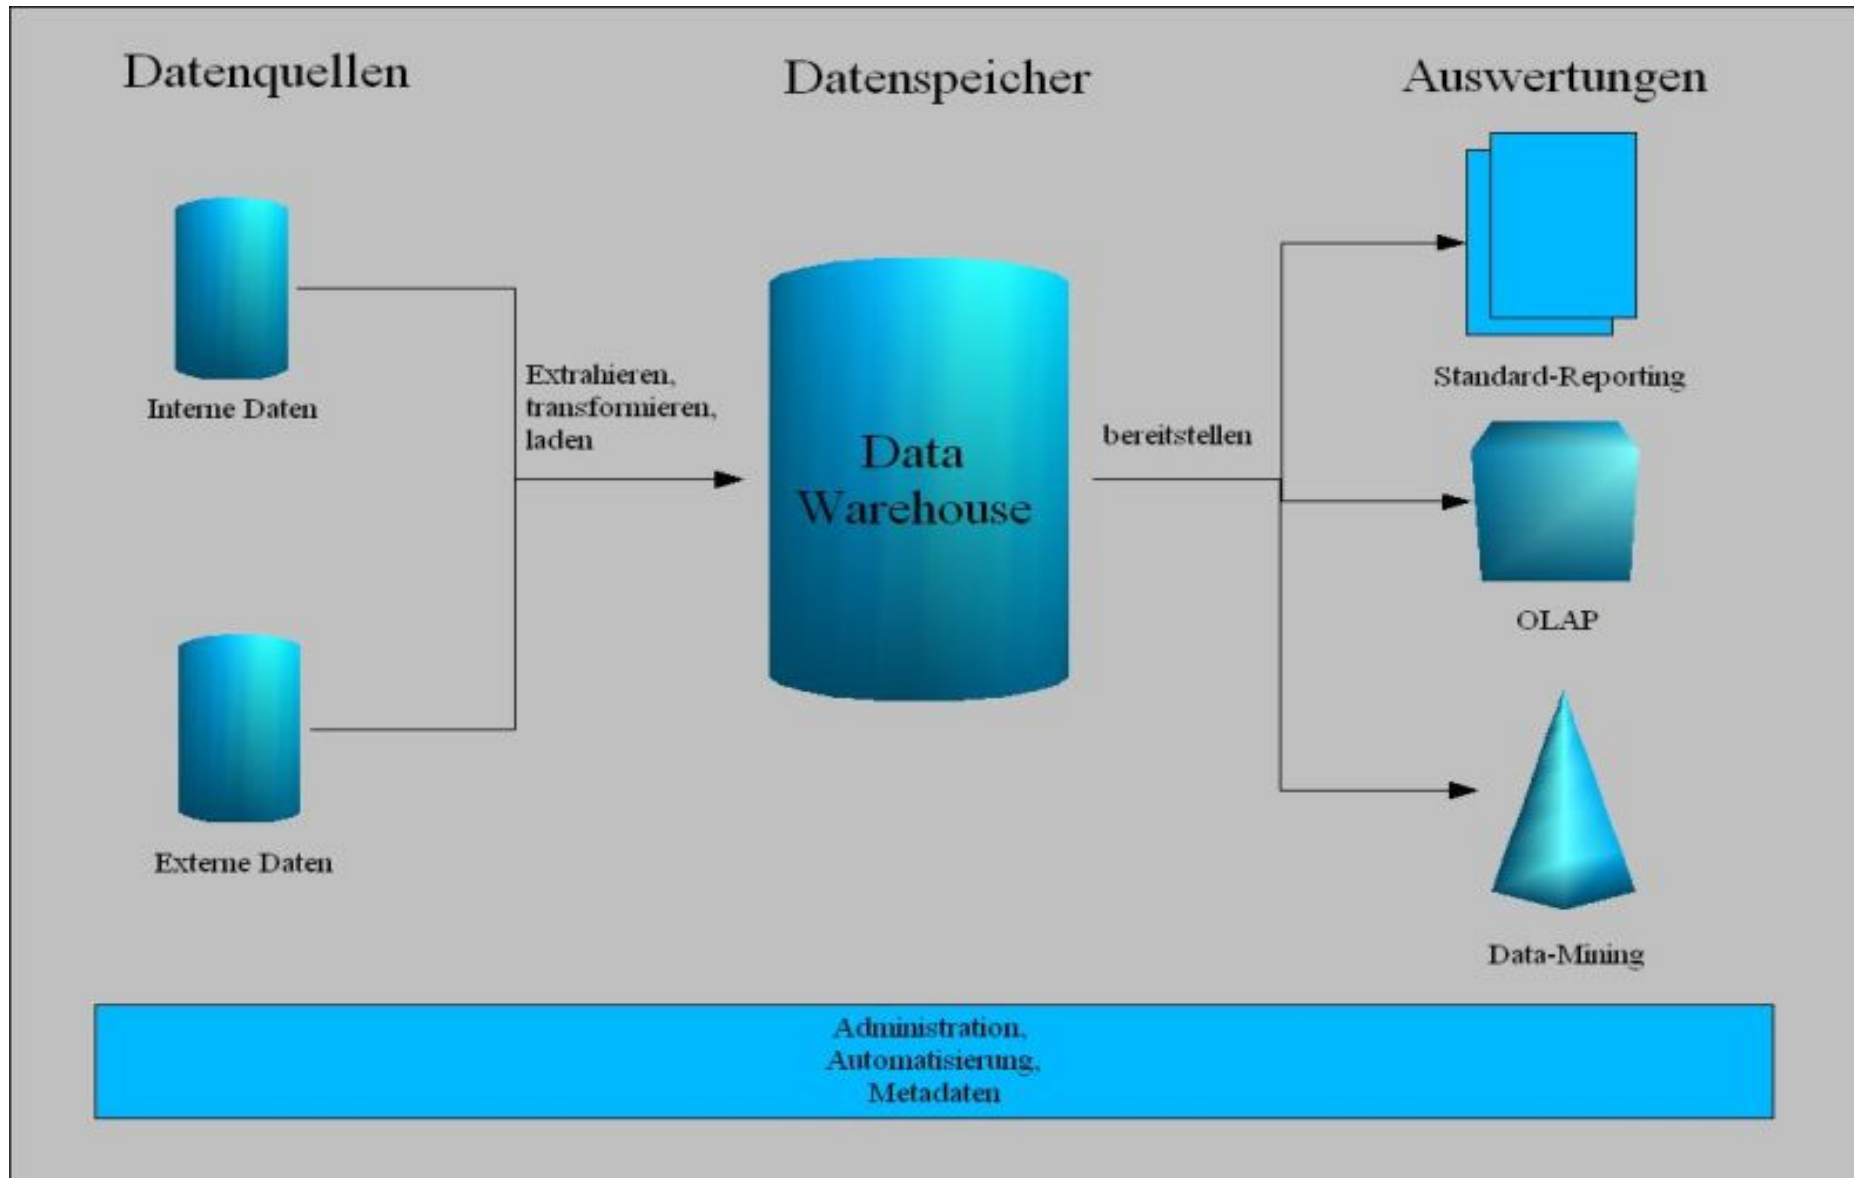 Datenquellen
Datenspeicher
Auswertungen
Interne Daten
Externe Daten
Extrahieren,
transformieren,
laden
Data
Warehouse
bereitstellen
Standard-Reporting
OLAP
Data-Mining
Administration,
Automatisierung,
Metadaten